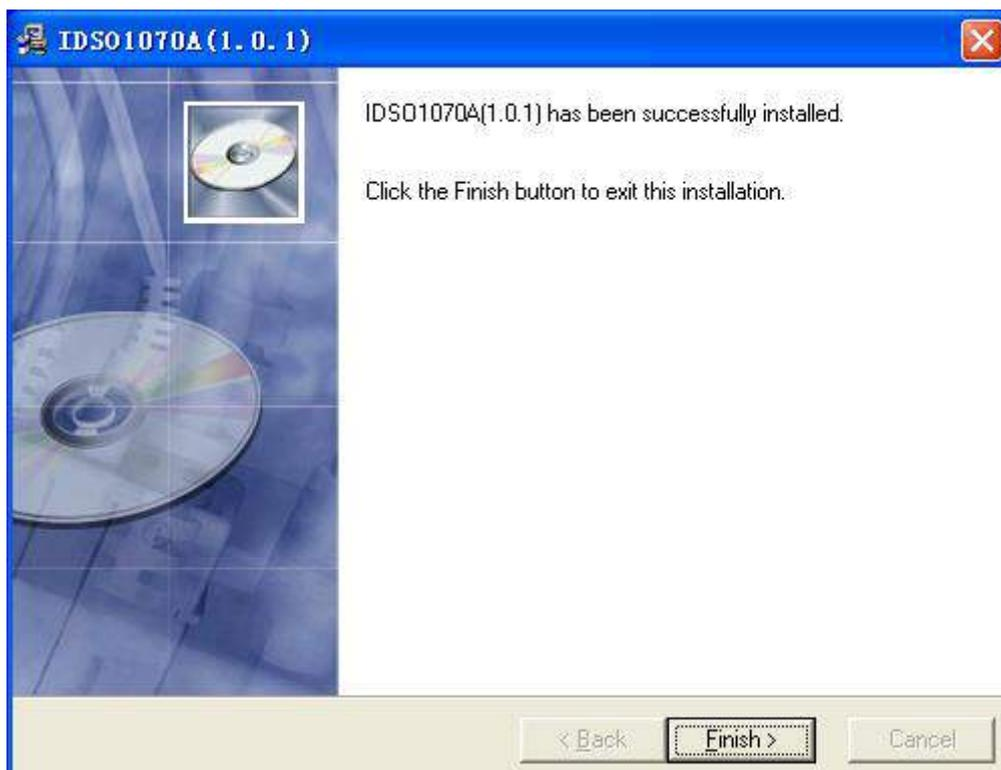 IDSO1070A(1.0.1)
IDSO1070A(1.0.1) has been successfully installed.
Click the Finish button to exit this installation.
< Back Finish > Cancel